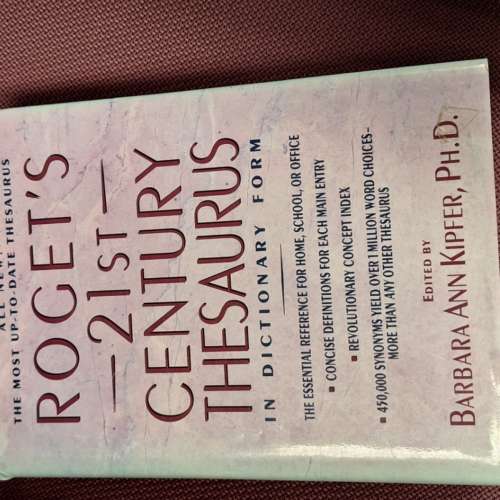 ALL NEW!
THE MOST UP-TO-DATE THESAURUS
ROGET'S
21ST
CENTURY
THESAURUS
IN DICTIONARY FORM
THE ESSENTIAL REFERENCE FOR HOME, SCHOOL, OR OFFICE
▪ CONCISE DEFINITIONS FOR EACH MAIN ENTRY
▪ REVOLUTIONARY CONCEPT INDEX
▪ 450,000 SYNONYMS YIELD OVER 1 MILLION WORD CHOICES–
MORE THAN ANY OTHER THESAURUS
EDITED BY
BARBARA ANN KIPFER, PH.D.